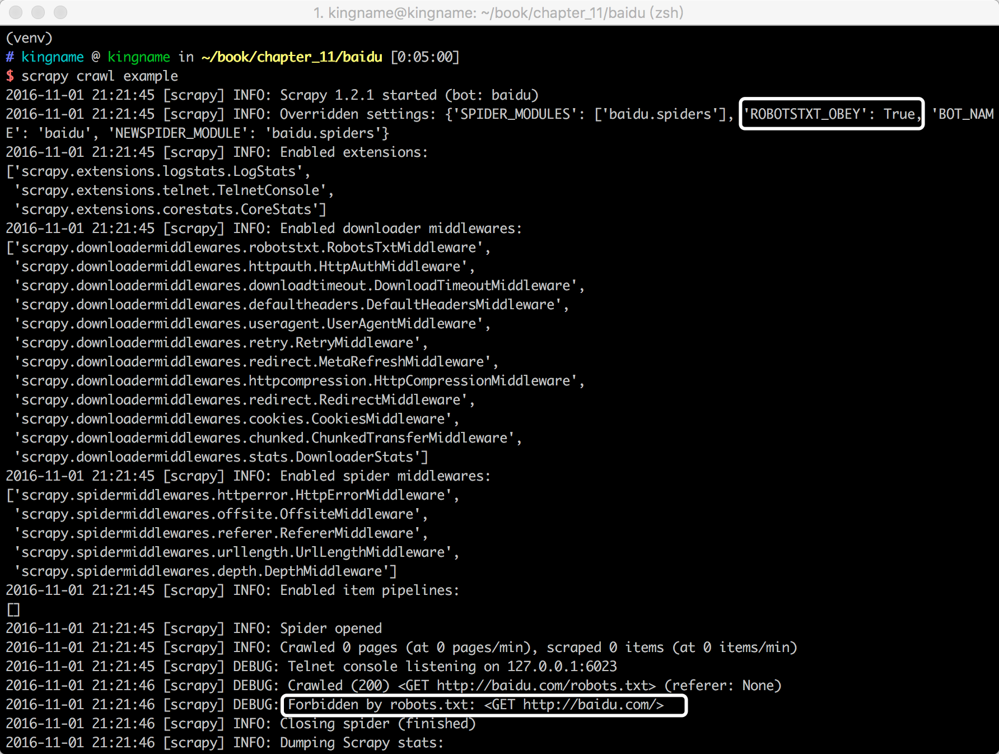 1. kingname@kingname: ~/book/chapter_11/baidu (zsh)
(venv)
# kingname @ kingname in ~/book/chapter_11/baidu [0:05:00]
$ scrapy crawl example
2016-11-01 21:21:45 [scrapy] INFO: Scrapy 1.2.1 started (bot: baidu)
2016-11-01 21:21:45 [scrapy] INFO: Overridden settings: {'SPIDER_MODULES': ['baidu.spiders'], 'ROBOTSTXT_OBEY': True, 'BOT_NAM
E': 'baidu', 'NEWSPIDER_MODULE': 'baidu.spiders'}
2016-11-01 21:21:45 [scrapy] INFO: Enabled extensions:
['scrapy.extensions.logstats.LogStats',
 'scrapy.extensions.telnet.TelnetConsole',
 'scrapy.extensions.corestats.CoreStats']
2016-11-01 21:21:45 [scrapy] INFO: Enabled downloader middlewares:
['scrapy.downloadermiddlewares.robotstxt.RobotsTxtMiddleware',
 'scrapy.downloadermiddlewares.httpauth.HttpAuthMiddleware',
 'scrapy.downloadermiddlewares.downloadtimeout.DownloadTimeoutMiddleware',
 'scrapy.downloadermiddlewares.defaultheaders.DefaultHeadersMiddleware',
 'scrapy.downloadermiddlewares.useragent.UserAgentMiddleware',
 'scrapy.downloadermiddlewares.retry.RetryMiddleware',
 'scrapy.downloadermiddlewares.redirect.MetaRefreshMiddleware',
 'scrapy.downloadermiddlewares.httpcompression.HttpCompressionMiddleware',
 'scrapy.downloadermiddlewares.redirect.RedirectMiddleware',
 'scrapy.downloadermiddlewares.cookies.CookiesMiddleware',
 'scrapy.downloadermiddlewares.chunked.ChunkedTransferMiddleware',
 'scrapy.downloadermiddlewares.stats.DownloaderStats']
2016-11-01 21:21:45 [scrapy] INFO: Enabled spider middlewares:
['scrapy.spidermiddlewares.httperror.HttpErrorMiddleware',
 'scrapy.spidermiddlewares.offsite.OffsiteMiddleware',
 'scrapy.spidermiddlewares.referer.RefererMiddleware',
 'scrapy.spidermiddlewares.urllength.UrlLengthMiddleware',
 'scrapy.spidermiddlewares.depth.DepthMiddleware']
2016-11-01 21:21:45 [scrapy] INFO: Enabled item pipelines:
[]
2016-11-01 21:21:45 [scrapy] INFO: Spider opened
2016-11-01 21:21:45 [scrapy] INFO: Crawled 0 pages (at 0 pages/min), scraped 0 items (at 0 items/min)
2016-11-01 21:21:45 [scrapy] DEBUG: Telnet console listening on 127.0.0.1:6023
2016-11-01 21:21:46 [scrapy] DEBUG: Crawled (200) <GET http://baidu.com/robots.txt> (referer: None)
2016-11-01 21:21:46 [scrapy] DEBUG: Forbidden by robots.txt: <GET http://baidu.com/>
2016-11-01 21:21:46 [scrapy] INFO: Closing spider (finished)
2016-11-01 21:21:46 [scrapy] INFO: Dumping Scrapy stats: